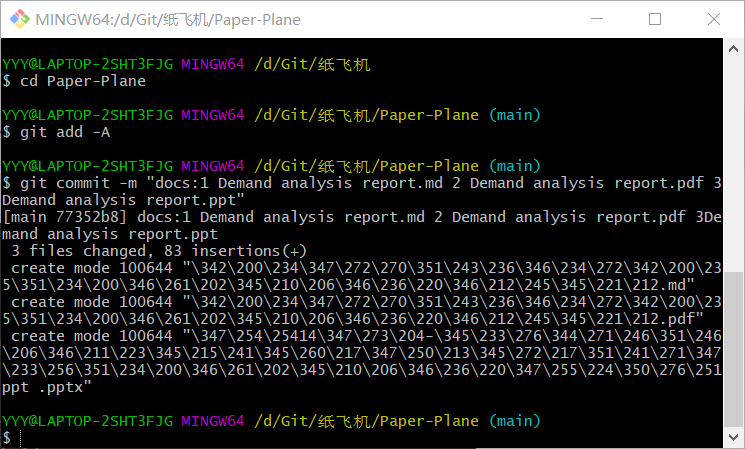 MINGW64:/d/Git/纸飞机/Paper-Plane
YYY@LAPTOP-2SHT3FJG MINGW64 /d/Git/纸飞机
$ cd Paper-Plane
YYY@LAPTOP-2SHT3FJG MINGW64 /d/Git/纸飞机/Paper-Plane (main)
$ git add -A
YYY@LAPTOP-2SHT3FJG MINGW64 /d/Git/纸飞机/Paper-Plane (main)
$ git commit -m "docs:1 Demand analysis report.md 2 Demand analysis report.pdf 3
Demand analysis report.ppt"
[main 77352b8] docs:1 Demand analysis report.md 2 Demand analysis report.pdf 3De
mand analysis report.ppt
 3 files changed, 83 insertions(+)
 create mode 100644 "\342\200\234\347\272\270\351\243\236\346\234\272\342\200\23
5\351\234\200\346\261\202\345\210\206\346\236\220\346\212\245\345\221\212.md"
 create mode 100644 "\342\200\234\347\272\270\351\243\236\346\234\272\342\200\23
5\351\234\200\346\261\202\345\210\206\346\236\220\346\212\245\345\221\212.pdf"
 create mode 100644 "\347\254\25414\347\273\204-\345\233\276\344\271\246\351\246
\206\346\211\223\345\215\241\345\260\217\347\250\213\345\272\217\351\241\271\347
\233\256\351\234\200\346\261\202\345\210\206\346\236\220\347\255\224\350\276\251
ppt .pptx"
YYY@LAPTOP-2SHT3FJG MINGW64 /d/Git/纸飞机/Paper-Plane (main)
$